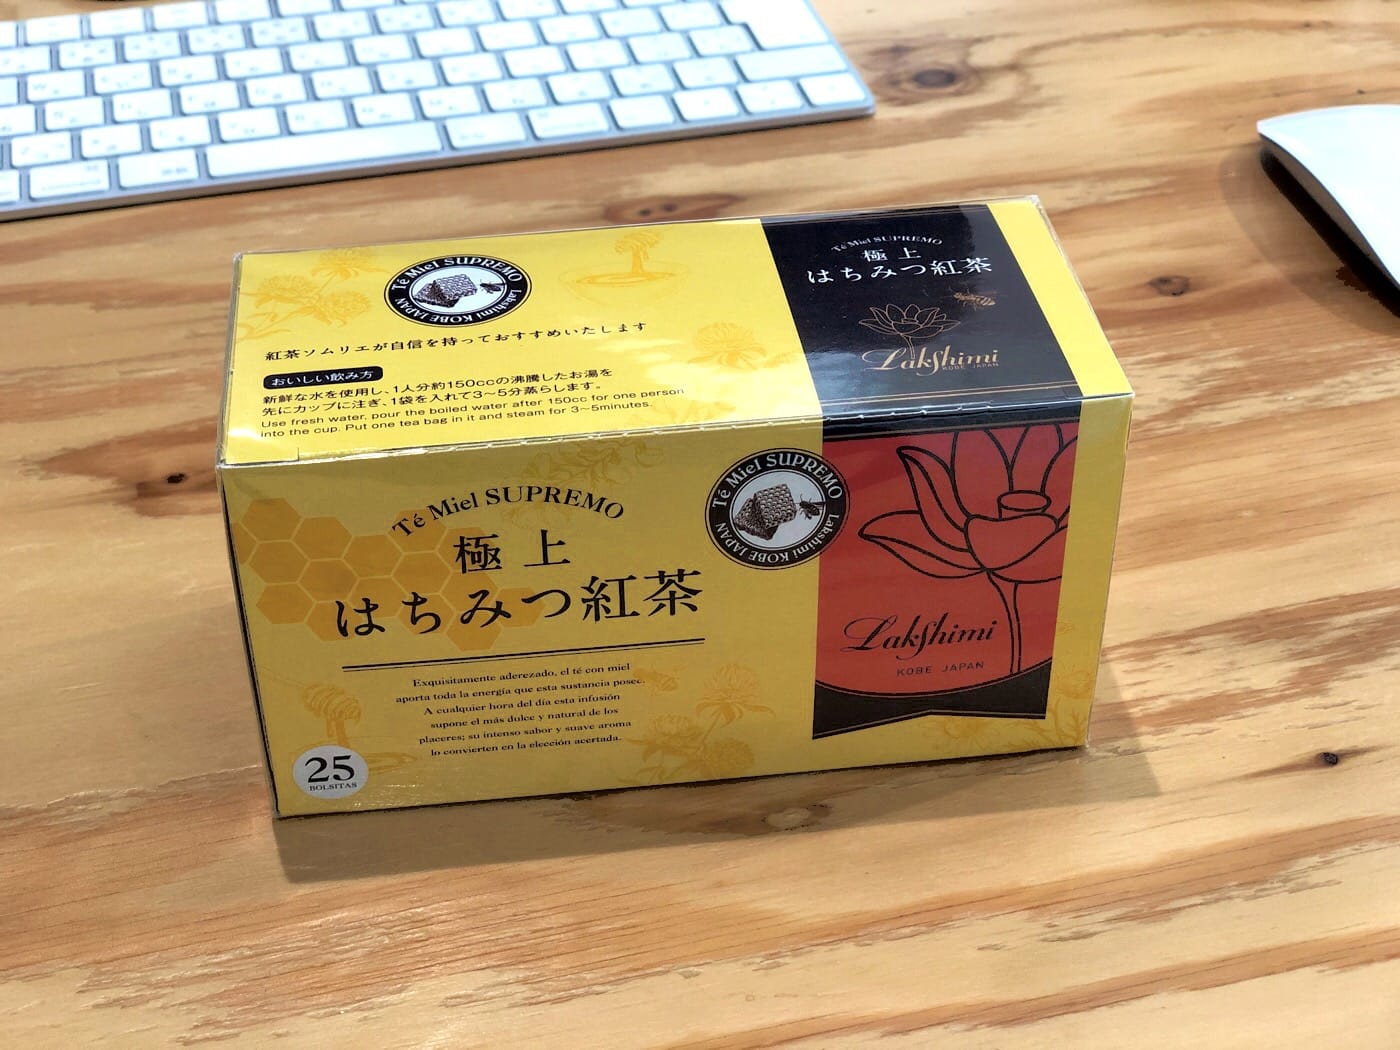 Té Miel SUPREMO
Lakshimi KOBE JAPAN
紅茶ソムリエが自信を持っておすすめいたします
おいしい飲み方
新鮮な水を使用し、1人分約150ccの沸騰したお湯を
先にカップに注ぎ、1袋を入れて3〜5分蒸らします。
Use fresh water, pour the boiled water after 150cc for one person
into the cup. Put one tea bag in it and steam for 3~5minutes.
Té Miel SUPREMO
極上
はちみつ紅茶
Lakshimi
KOBE JAPAN
Té Miel SUPREMO
極上
はちみつ紅茶
Exquisitamente aderezado, el té con miel
aporta toda la energía que esta sustancia posee.
A cualquier hora del día esta infusión
supone el más dulce y natural de los
placeres; su intenso sabor y suave aroma
lo convierten en la elección acertada.
25
BOLSITAS
Té Miel SUPREMO
Lakshimi KOBE JAPAN
Lakshimi
KOBE JAPAN